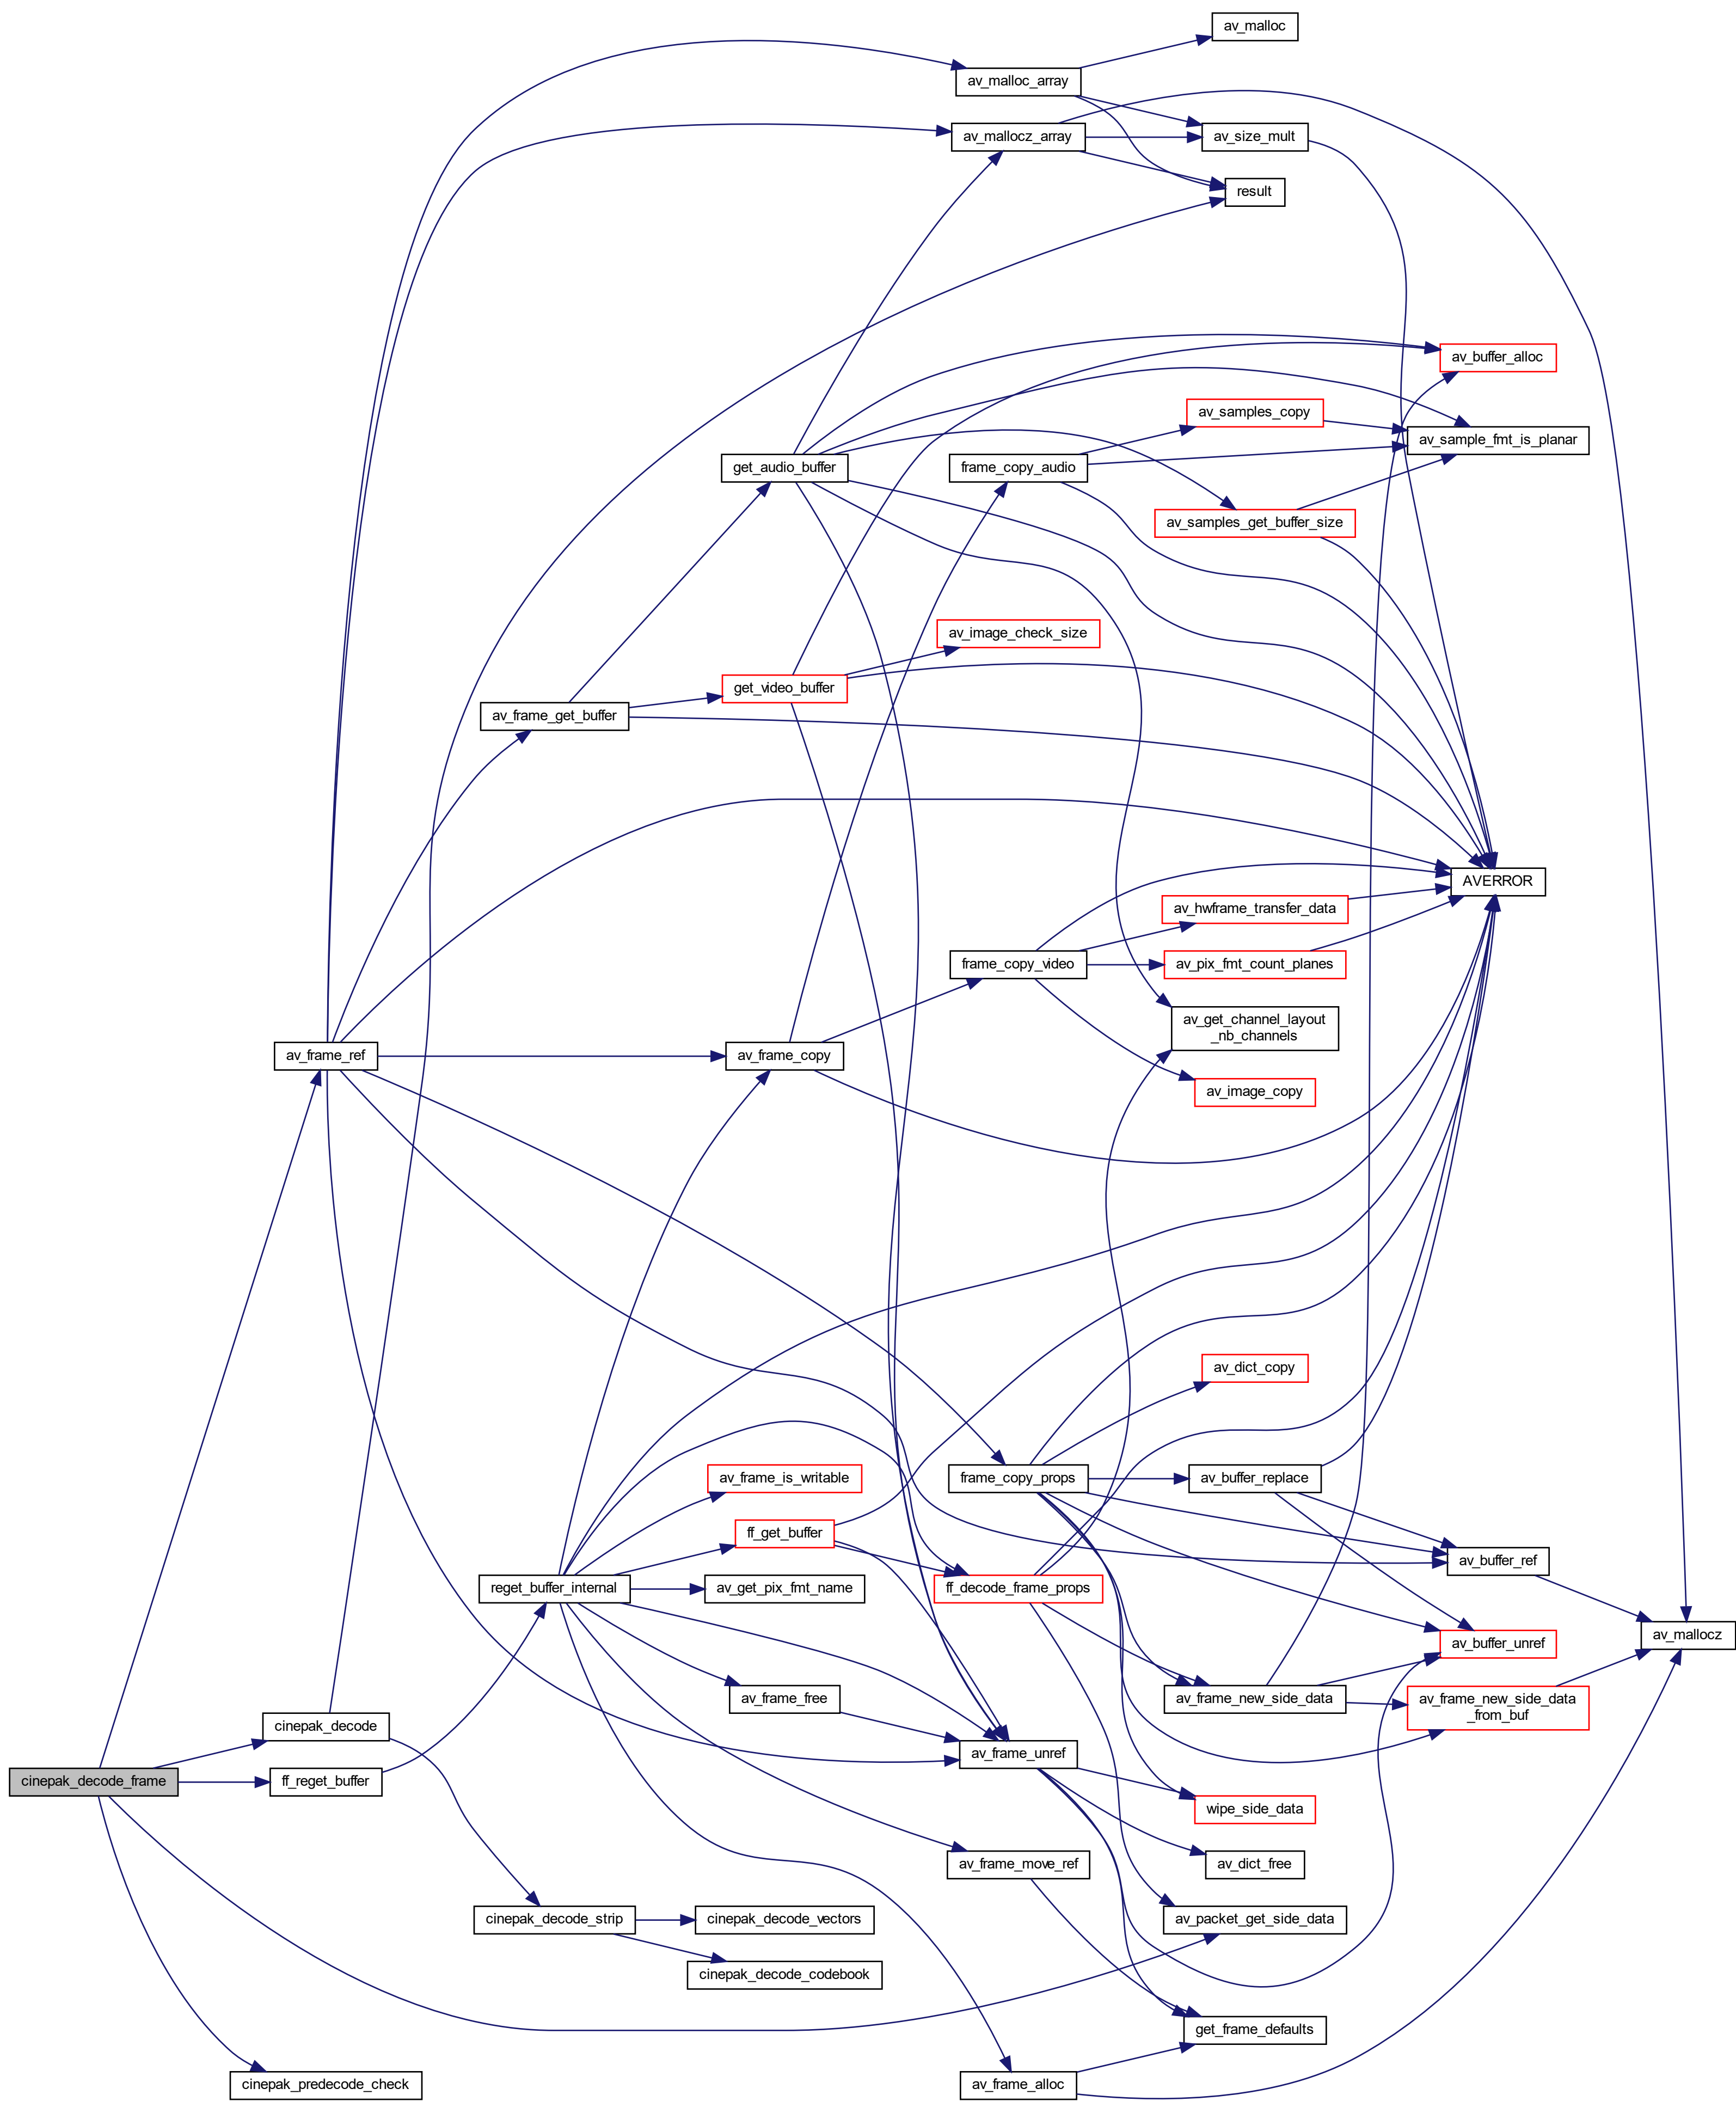 av_malloc
av_malloc_array
av_mallocz_array
av_size_mult
result
av_buffer_alloc
av_samples_copy
av_sample_fmt_is_planar
get_audio_buffer
frame_copy_audio
av_samples_get_buffer_size
av_image_check_size
get_video_buffer
av_frame_get_buffer
AVERROR
av_hwframe_transfer_data
frame_copy_video
av_pix_fmt_count_planes
av_get_channel_layout
_nb_channels
av_frame_ref
av_frame_copy
av_image_copy
av_dict_copy
av_frame_is_writable
frame_copy_props
av_buffer_replace
ff_get_buffer
av_buffer_ref
reget_buffer_internal
av_get_pix_fmt_name
ff_decode_frame_props
av_mallocz
av_buffer_unref
av_frame_free
av_frame_new_side_data
av_frame_new_side_data
_from_buf
cinepak_decode
av_frame_unref
cinepak_decode_frame
ff_reget_buffer
wipe_side_data
av_frame_move_ref
av_dict_free
cinepak_decode_strip
cinepak_decode_vectors
av_packet_get_side_data
cinepak_decode_codebook
get_frame_defaults
cinepak_predecode_check
av_frame_alloc